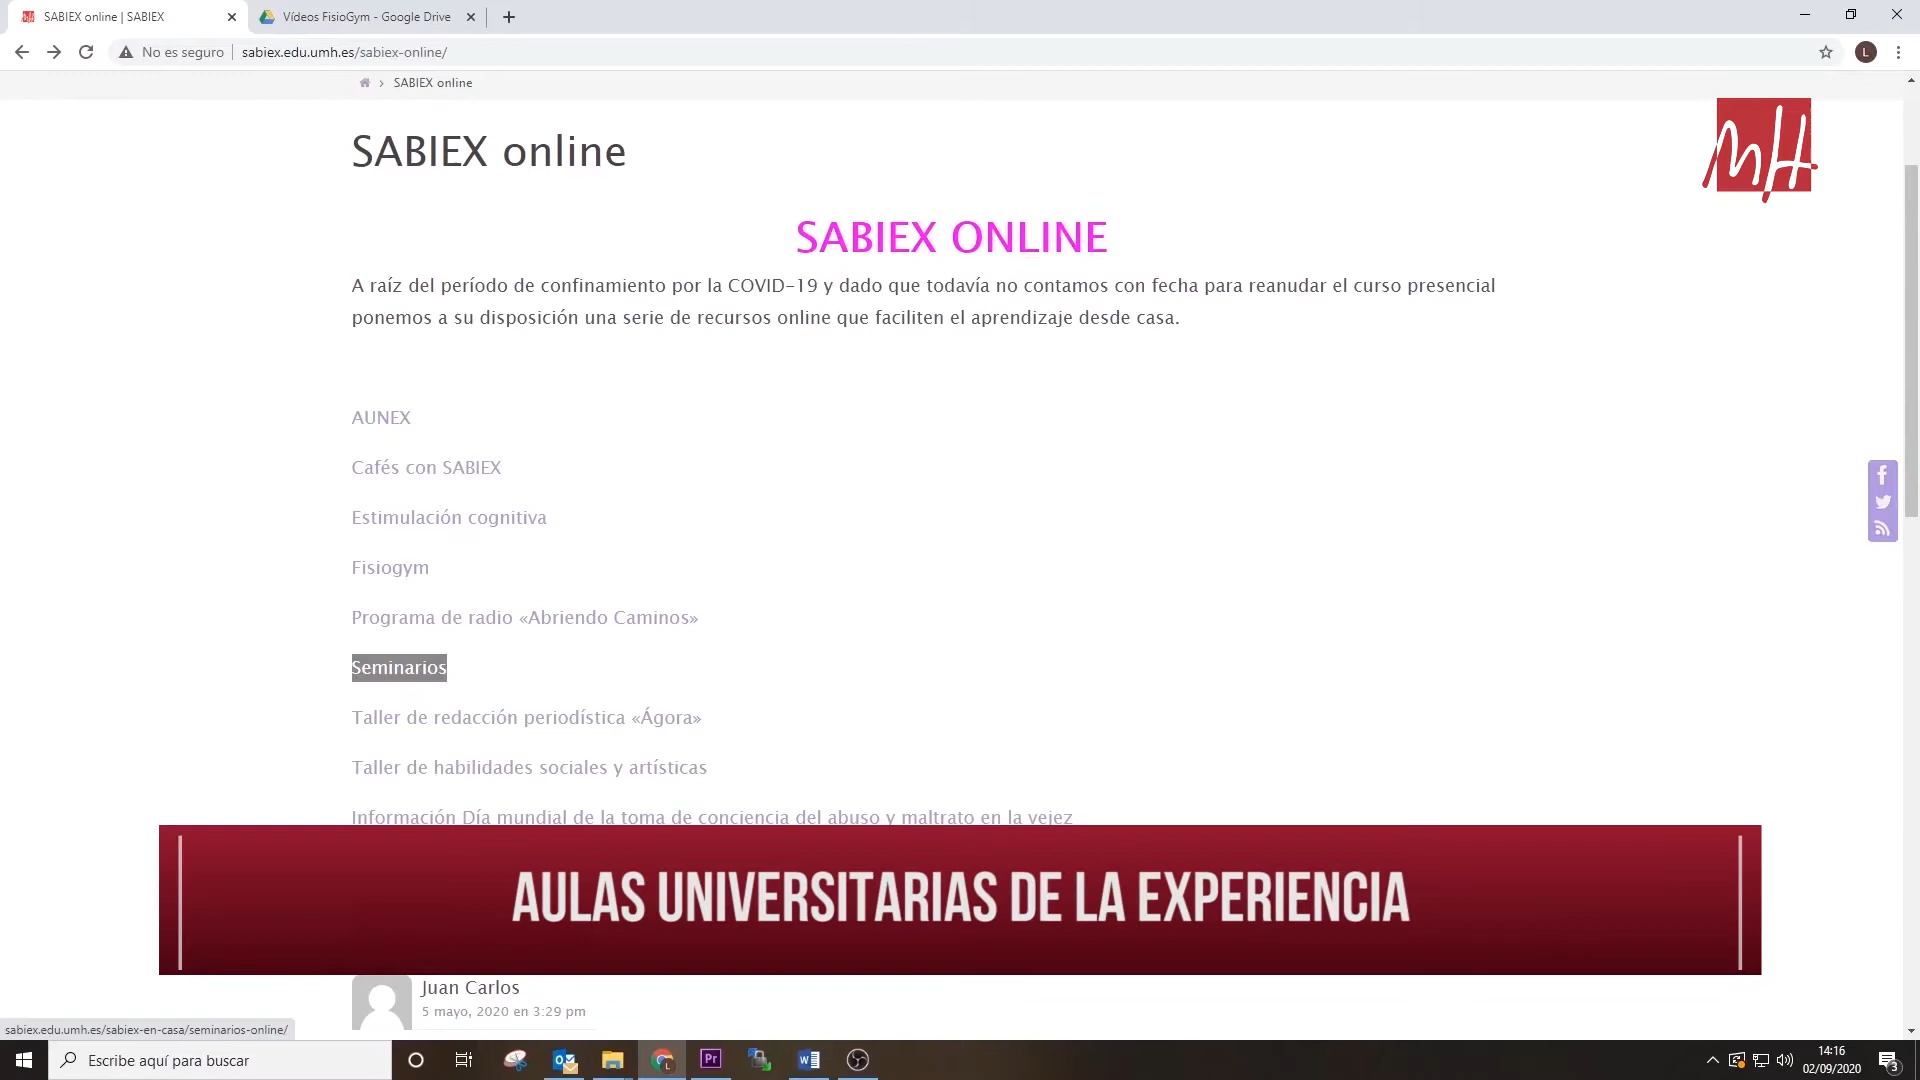 SABIEX online | SABIEX
Vídeos FisioGym - Google Drive
No es seguro
sabiex.edu.umh.es/sabiex-online/
L
SABIEX online
SABIEX online
MH
SABIEX ONLINE
A raíz del período de confinamiento por la COVID-19 y dado que todavía no contamos con fecha para reanudar el curso presencial
ponemos a su disposición una serie de recursos online que faciliten el aprendizaje desde casa.
AUNEX
Cafés con SABIEX
Estimulación cognitiva
Fisiogym
Programa de radio «Abriendo Caminos»
Seminarios
Taller de redacción periodística «Ágora»
Taller de habilidades sociales y artísticas
Información Día mundial de la toma de conciencia del abuso y maltrato en la vejez
AULAS UNIVERSITARIAS DE LA EXPERIENCIA
Juan Carlos
5 mayo, 2020 en 3:29 pm
sabiex.edu.umh.es/sabiex-en-casa/seminarios-online/
Escribe aquí para buscar
14:16
02/09/2020
3